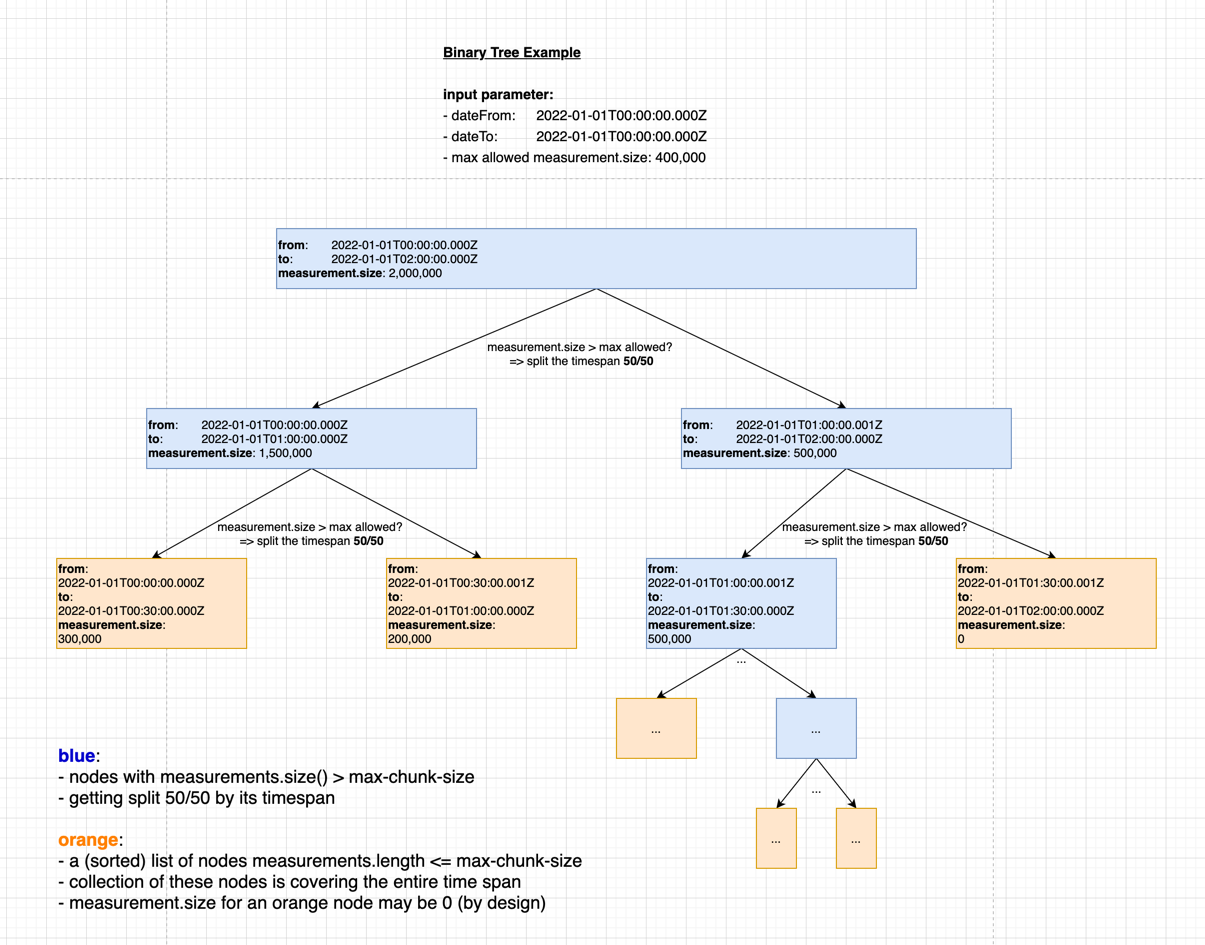 Binary Tree Example
input parameter:
- dateFrom: 2022-01-01T00:00:00.000Z
- dateTo: 2022-01-01T00:00:00.000Z
- max allowed measurement.size: 400,000
from: 2022-01-01T00:00:00.000Z
to: 2022-01-01T02:00:00.000Z
measurement.size: 2,000,000
measurement.size > max allowed?
=> split the timespan 50/50
from: 2022-01-01T00:00:00.000Z
to: 2022-01-01T01:00:00.000Z
measurement.size: 1,500,000
from: 2022-01-01T01:00:00.001Z
to: 2022-01-01T02:00:00.000Z
measurement.size: 500,000
measurement.size > max allowed?
=> split the timespan 50/50
measurement.size > max allowed?
=> split the timespan 50/50
from:
2022-01-01T00:00:00.000Z
to:
2022-01-01T00:30:00.000Z
measurement.size:
300,000
from:
2022-01-01T00:30:00.001Z
to:
2022-01-01T01:00:00.000Z
measurement.size:
200,000
from:
2022-01-01T01:00:00.001Z
to:
2022-01-01T01:30:00.000Z
measurement.size:
500,000
from:
2022-01-01T01:30:00.001Z
to:
2022-01-01T02:00:00.000Z
measurement.size:
0
...
...
...
...
...
...
blue:
- nodes with measurements.size() > max-chunk-size
- getting split 50/50 by its timespan
orange:
- a (sorted) list of nodes measurements.length <= max-chunk-size
- collection of these nodes is covering the entire time span
- measurement.size for an orange node may be 0 (by design)